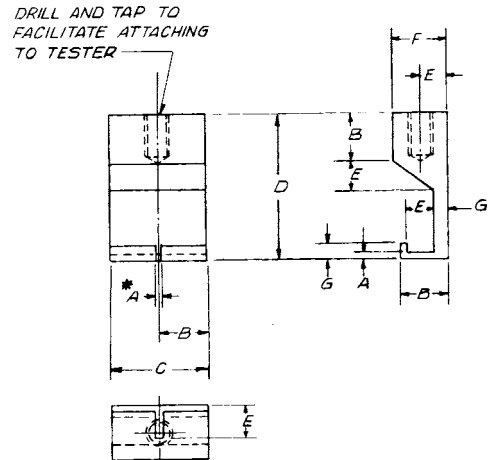 DRILL AND TAP TO
FACILITATE ATTACHING
TO TESTER
F
E
B
D
E
E
G
G
A
B
* A
B
C
E